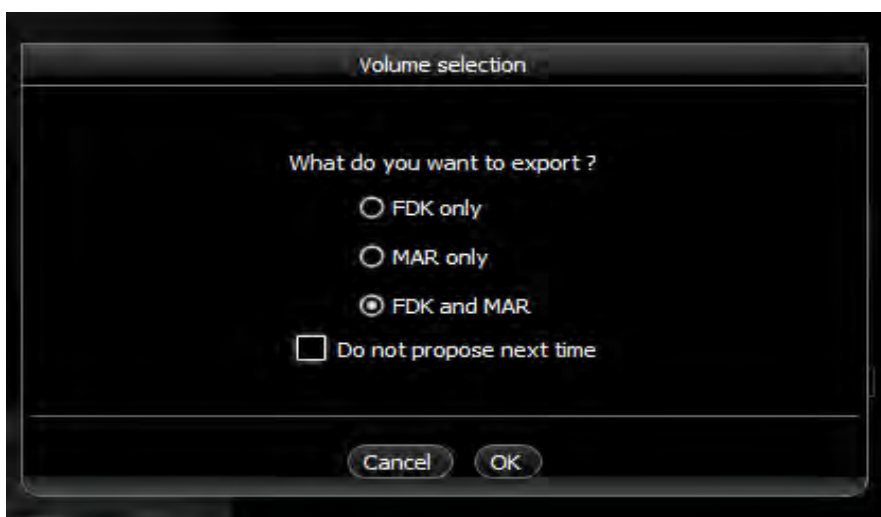 Volume selection
What do you want to export ?
FDK only
MAR only
FDK and MAR
Do not propose next time
Cancel OK